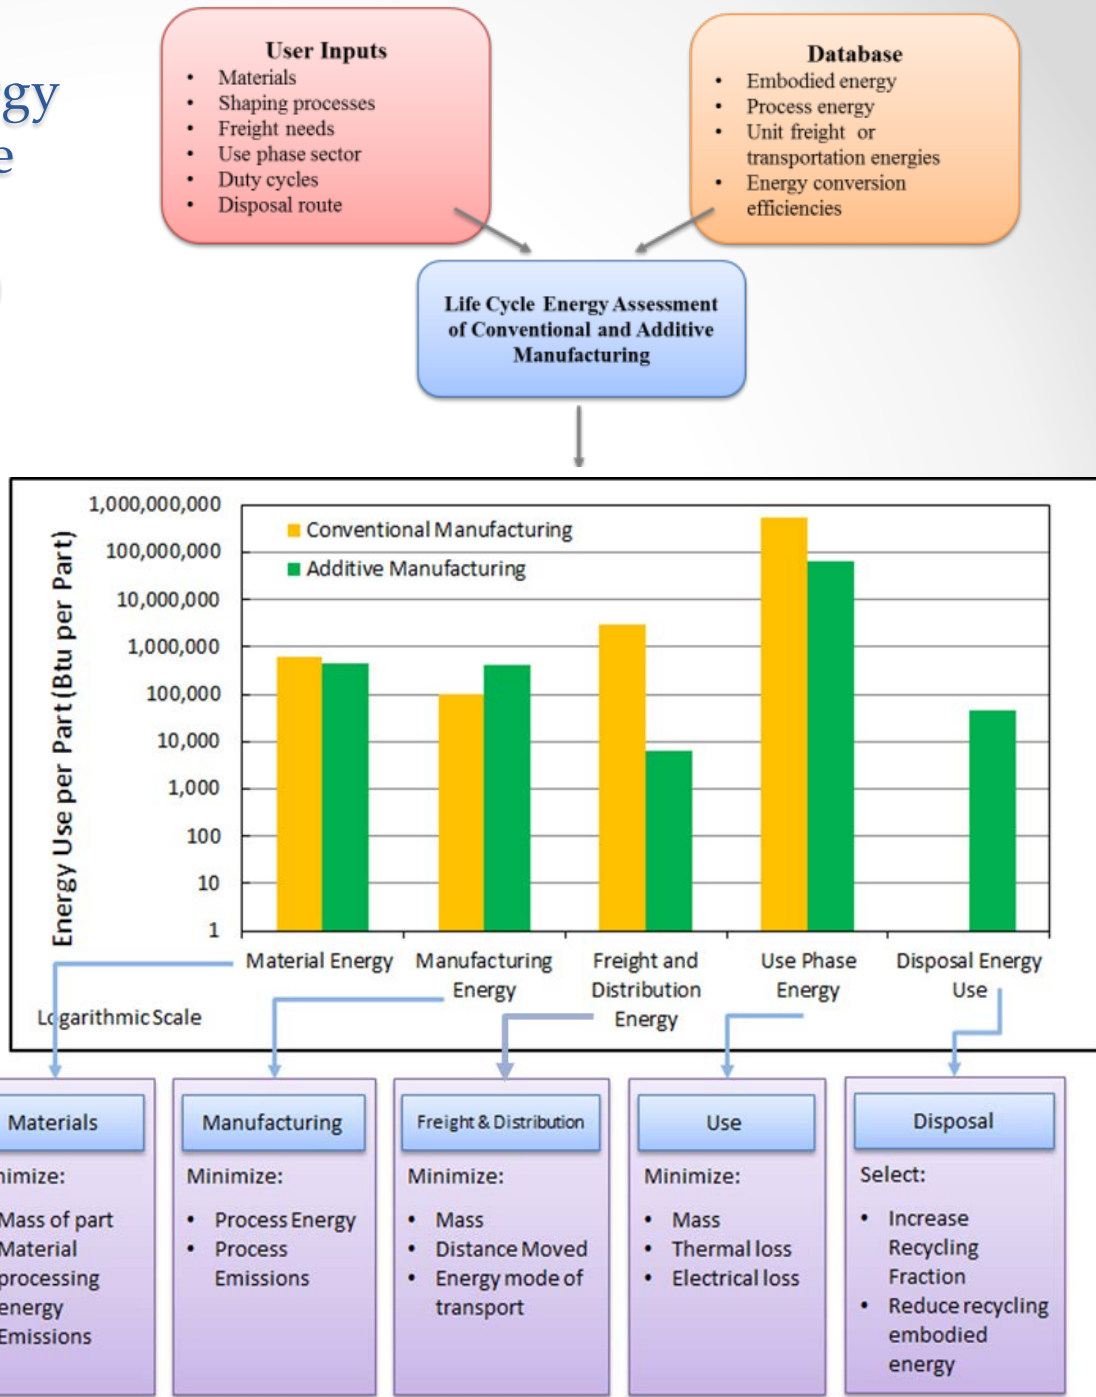 User Inputs
• Materials
• Shaping processes
• Freight needs
• Use phase sector
• Duty cycles
• Disposal route
Database
• Embodied energy
• Process energy
• Unit freight or
transportation energies
• Energy conversion
efficiencies
Life Cycle Energy Assessment
of Conventional and Additive
Manufacturing
Energy Use per Part (Btu per Part)
1,000,000,000
100,000,000
10,000,000
1,000,000
100,000
10,000
1,000
100
10
1
Conventional Manufacturing
Additive Manufacturing
Material Energy
Manufacturing
Energy
Freight and
Distribution
Energy
Use Phase
Energy
Disposal Energy
Use
Logarithmic Scale
Materials
Mass of part
Material
processing
energy
Emissions
Manufacturing
Minimize:
• Process Energy
• Process
Emissions
Freight & Distribution
Minimize:
• Mass
• Distance Moved
• Energy mode of
transport
Use
Minimize:
• Mass
• Thermal loss
• Electrical loss
Disposal
Select:
• Increase
Recycling
Fraction
• Reduce recycling
embodied
energy